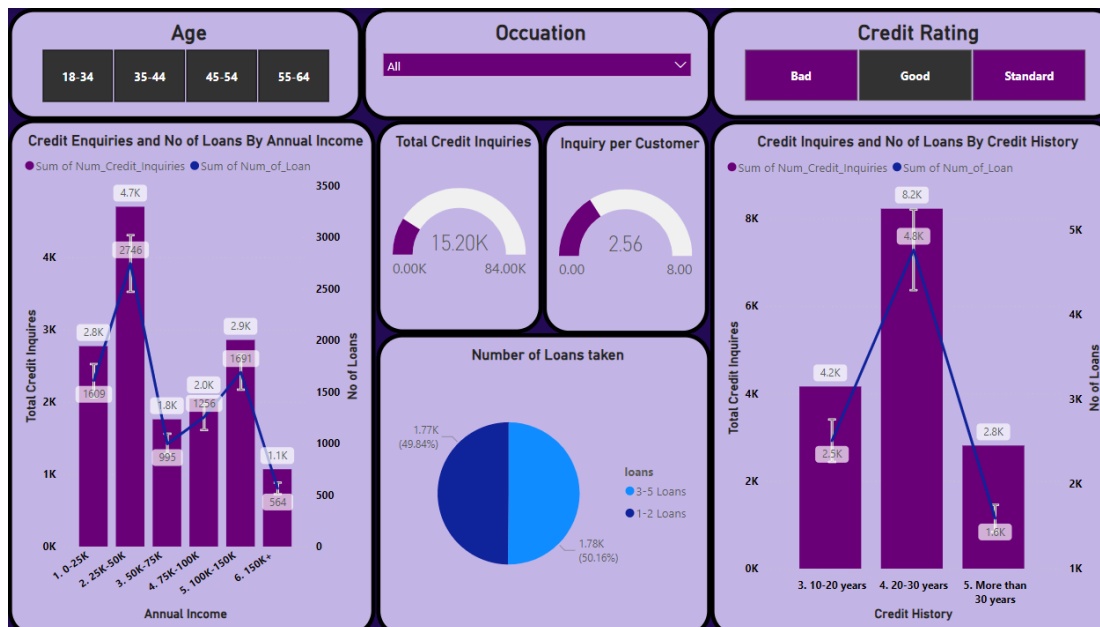 Age
18-34
35-44
45-54
55-64
Occuation
All
Credit Rating
Bad
Good
Standard
Credit Enquiries and No of Loans By Annual Income
Sum of Num_Credit_Inquiries
Sum of Num_of_Loan
Total Credit Inquires
4K
3K
2K
1K
0K
2.8K
1609
4.7K
2746
1.8K
995
2.0K
1256
2.9K
1691
1.1K
564
3500
3000
2500
2000
1500
1000
500
0
No of Loans
1. 0-25K
2. 25K-50K
3. 50K-75K
4. 75K-100K
5. 100K-150K
6. 150K+
Annual Income
Total Credit Inquiries
15.20K
0.00K
84.00K
Inquiry per Customer
2.56
0.00
8.00
Number of Loans taken
1.77K
(49.84%)
1.78K
(50.16%)
loans
3-5 Loans
1-2 Loans
Credit Inquires and No of Loans By Credit History
Sum of Num_Credit_Inquiries
Sum of Num_of_Loan
Total Credit Inquires
8K
6K
4K
2K
0K
4.2K
2.5K
8.2K
4.8K
2.8K
1.6K
5K
4K
3K
2K
1K
No of Loans
3. 10-20 years
4. 20-30 years
5. More than
30 years
Credit History